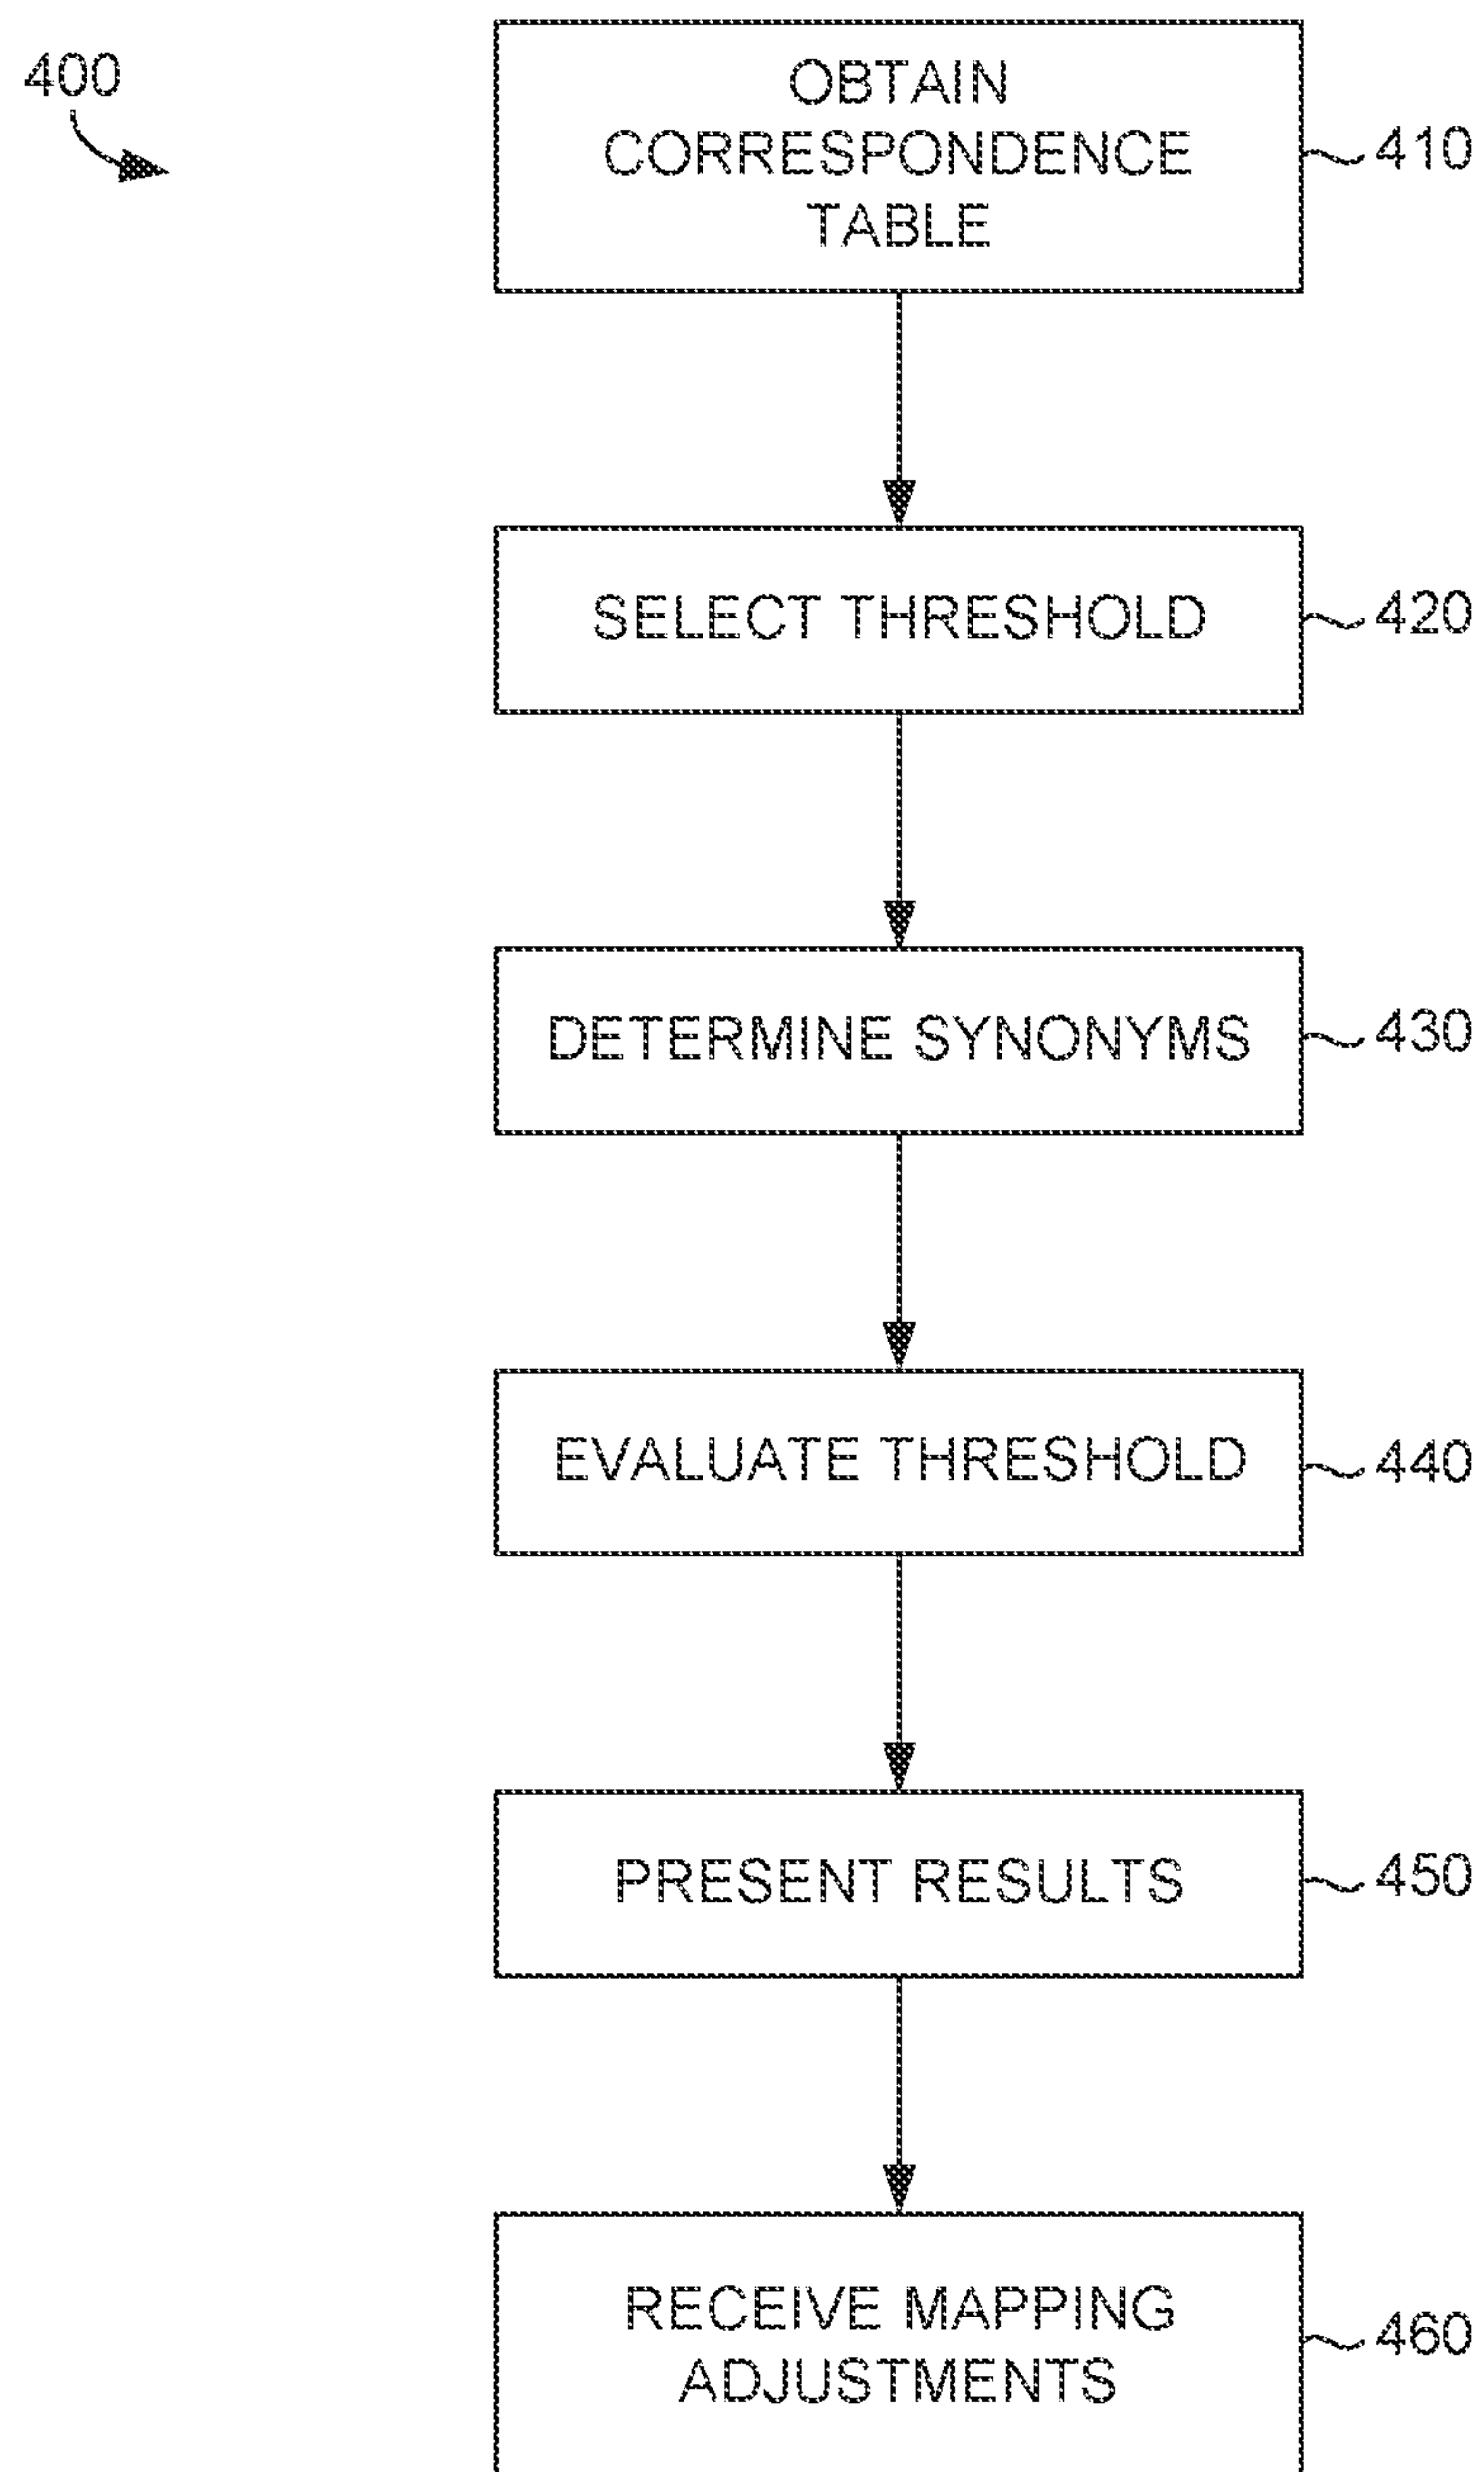 400
OBTAIN
CORRESPONDENCE
TABLE
410
SELECT THRESHOLD
420
DETERMINE SYNONYMS
430
EVALUATE THRESHOLD
440
PRESENT RESULTS
450
RECEIVE MAPPING
ADJUSTMENTS
460